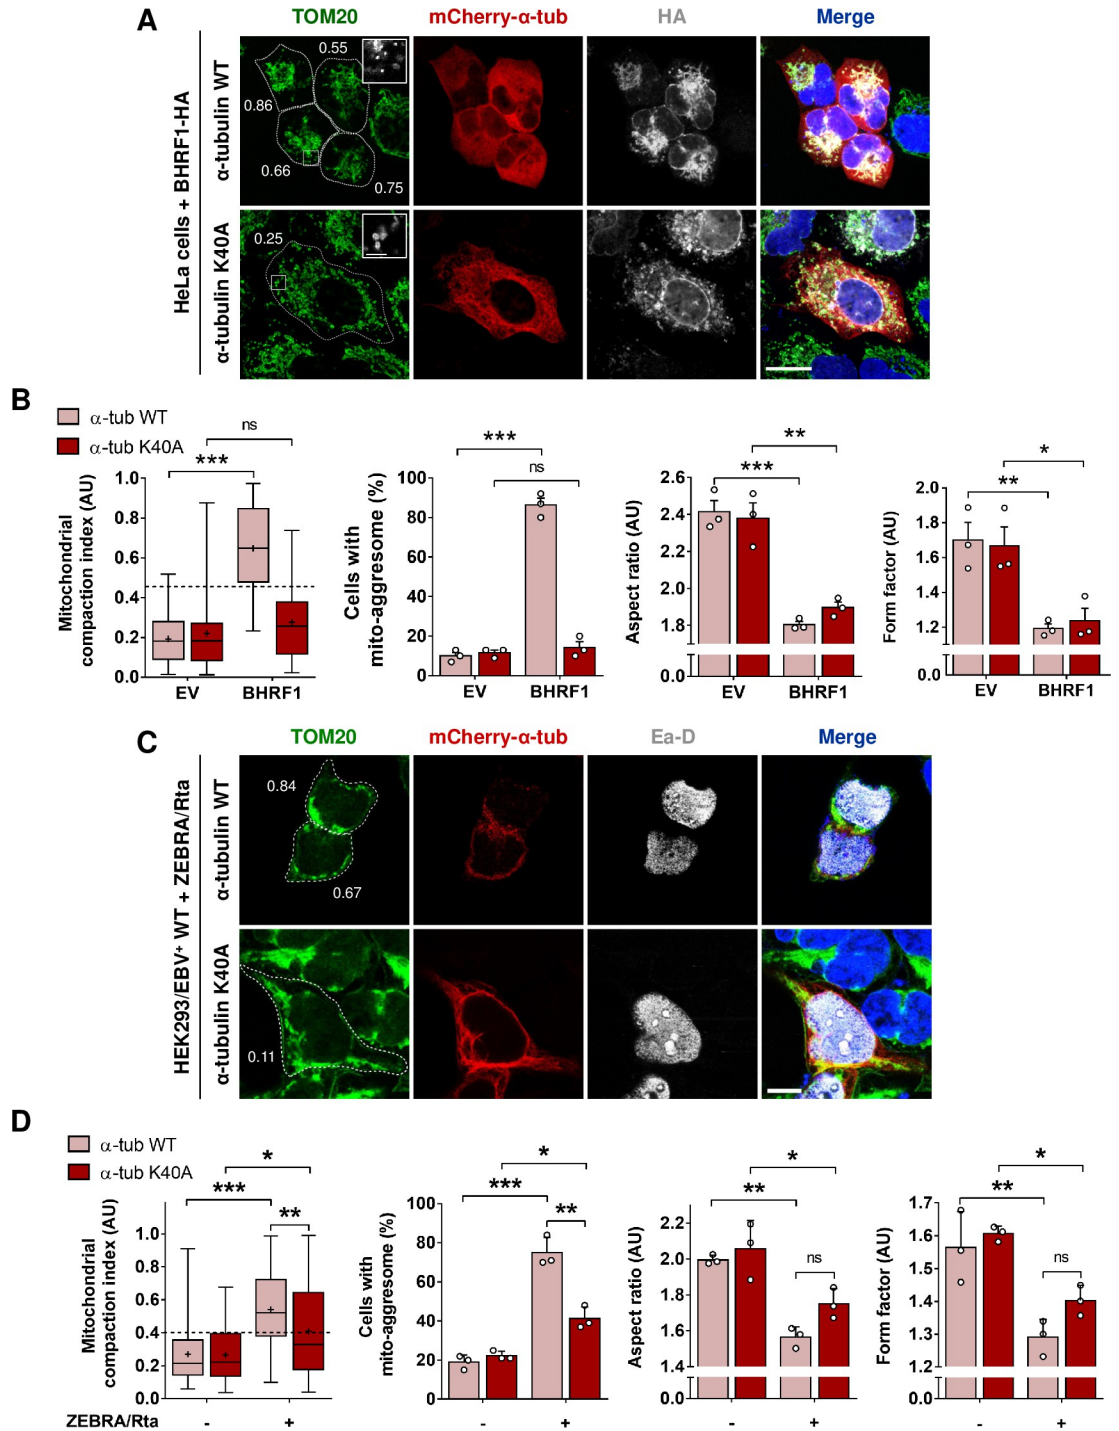 A
TOM20 mCherry-α-tub HA Merge
HeLa cells + BHRF1-HA
α-tubulin WT
0.55
0.86
0.66
0.75
α-tubulin K40A
0.25
B
α-tub WT
α-tub K40A
ns
***
Mitochondrial compaction index (AU)
1.0
0.8
0.6
0.4
0.2
0.0
EV BHRF1
***
ns
Cells with mito-aggresome (%)
100
80
60
40
20
0
EV BHRF1
**
***
Aspect ratio (AU)
2.6
2.4
2.2
2.0
1.8
0.0
EV BHRF1
*
**
Form factor (AU)
2.0
1.8
1.6
1.4
1.2
0.0
EV BHRF1
C
TOM20 mCherry-α-tub Ea-D Merge
HEK293/EBV⁺ WT + ZEBRA/Rta
α-tubulin WT
0.84
0.67
α-tubulin K40A
0.11
D
α-tub WT
α-tub K40A
*
***
**
Mitochondrial compaction index (AU)
1.0
0.8
0.6
0.4
0.2
0.0
ZEBRA/Rta - +
*
***
**
Cells with mito-aggresome (%)
100
80
60
40
20
0
- +
*
**
ns
Aspect ratio (AU)
2.2
2.0
1.8
1.6
1.4
0.0
- +
*
**
ns
Form factor (AU)
1.7
1.6
1.5
1.4
1.3
1.2
0.0
- +